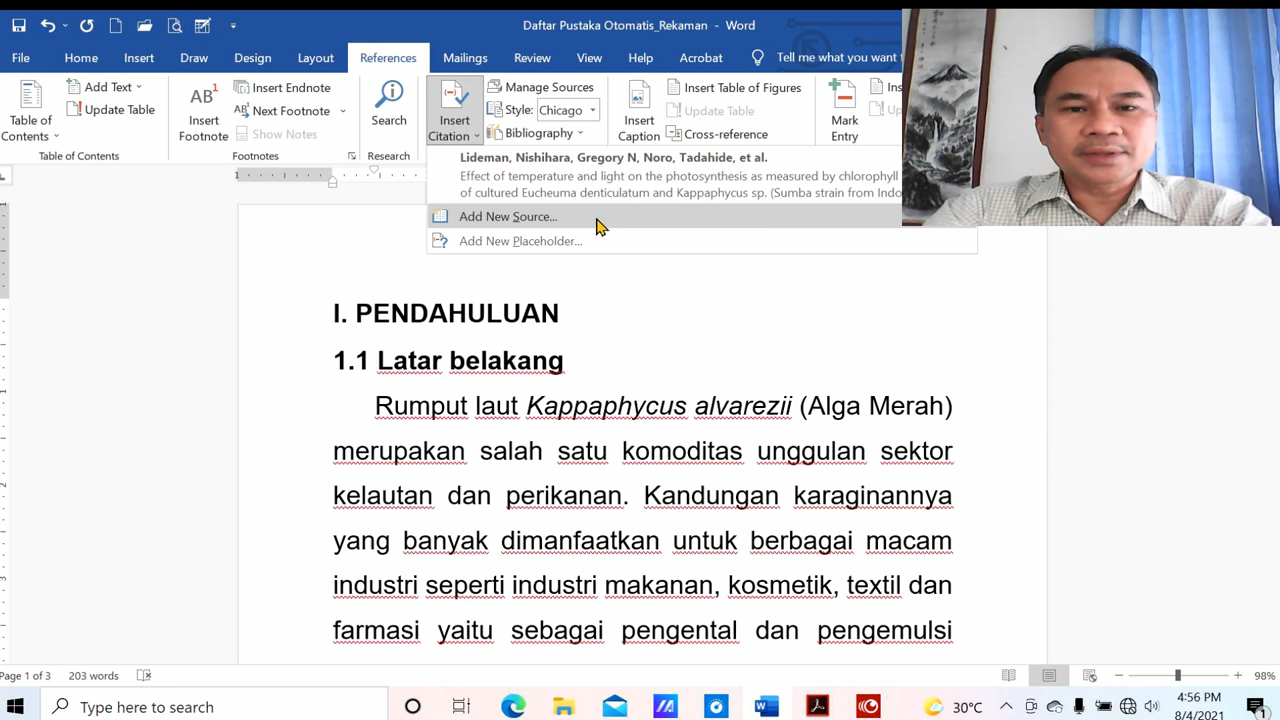 Daftar Pustaka Otomatis_Rekaman - Word
File Home Insert Draw Design Layout References Mailings Review View Help Acrobat Tell me what you want
Table of Contents
Add Text
Update Table
Table of Contents
AB1 Insert Footnote
Insert Endnote
AB1 Next Footnote
Show Notes
Footnotes
Search
Research
Insert Citation
Manage Sources
Style: Chicago
Bibliography
Insert Caption
Insert Table of Figures
Update Table
Cross-reference
Mark Entry
Lideman, Nishihara, Gregory N, Noro, Tadahide, et al.
Effect of temperature and light on the photosynthesis as measured by chlorophyll
of cultured Eucheuma denticulatum and Kappaphycus sp. (Sumba strain from Indo
Add New Source...
Add New Placeholder...
I. PENDAHULUAN
1.1 Latar belakang
Rumput laut Kappaphycus alvarezii (Alga Merah)
merupakan salah satu komoditas unggulan sektor
kelautan dan perikanan. Kandungan karaginannya
yang banyak dimanfaatkan untuk berbagai macam
industri seperti industri makanan, kosmetik, textil dan
farmasi yaitu sebagai pengental dan pengemulsi
Page 1 of 3 203 words 98%
Type here to search
30°C
4:56 PM
8/4/2021